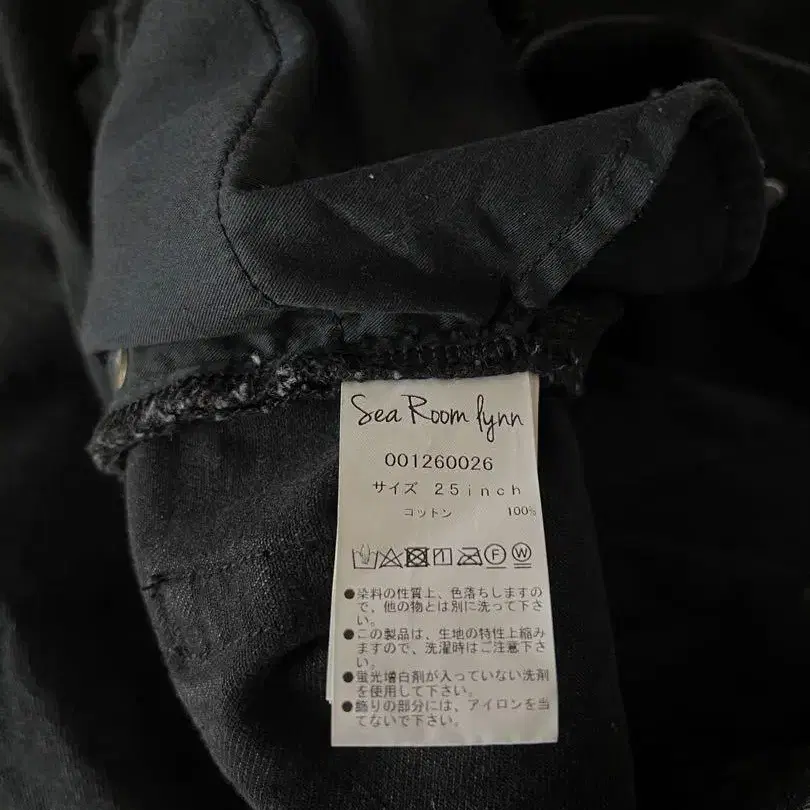 Sea Room lynn
001260026
サイズ 25inch
コットン 100%
Ⓕ Ⓦ
●染料の性質上、色落ちしますの
で、他の物とは別に洗って下さ
い。
●この製品は、生地の特性上縮み
ますので、洗濯時はご注意下さ
い。
●蛍光増白剤が入っていない洗剤
を使用して下さい。
●飾りの部分には、アイロンを当
てないで下さい。